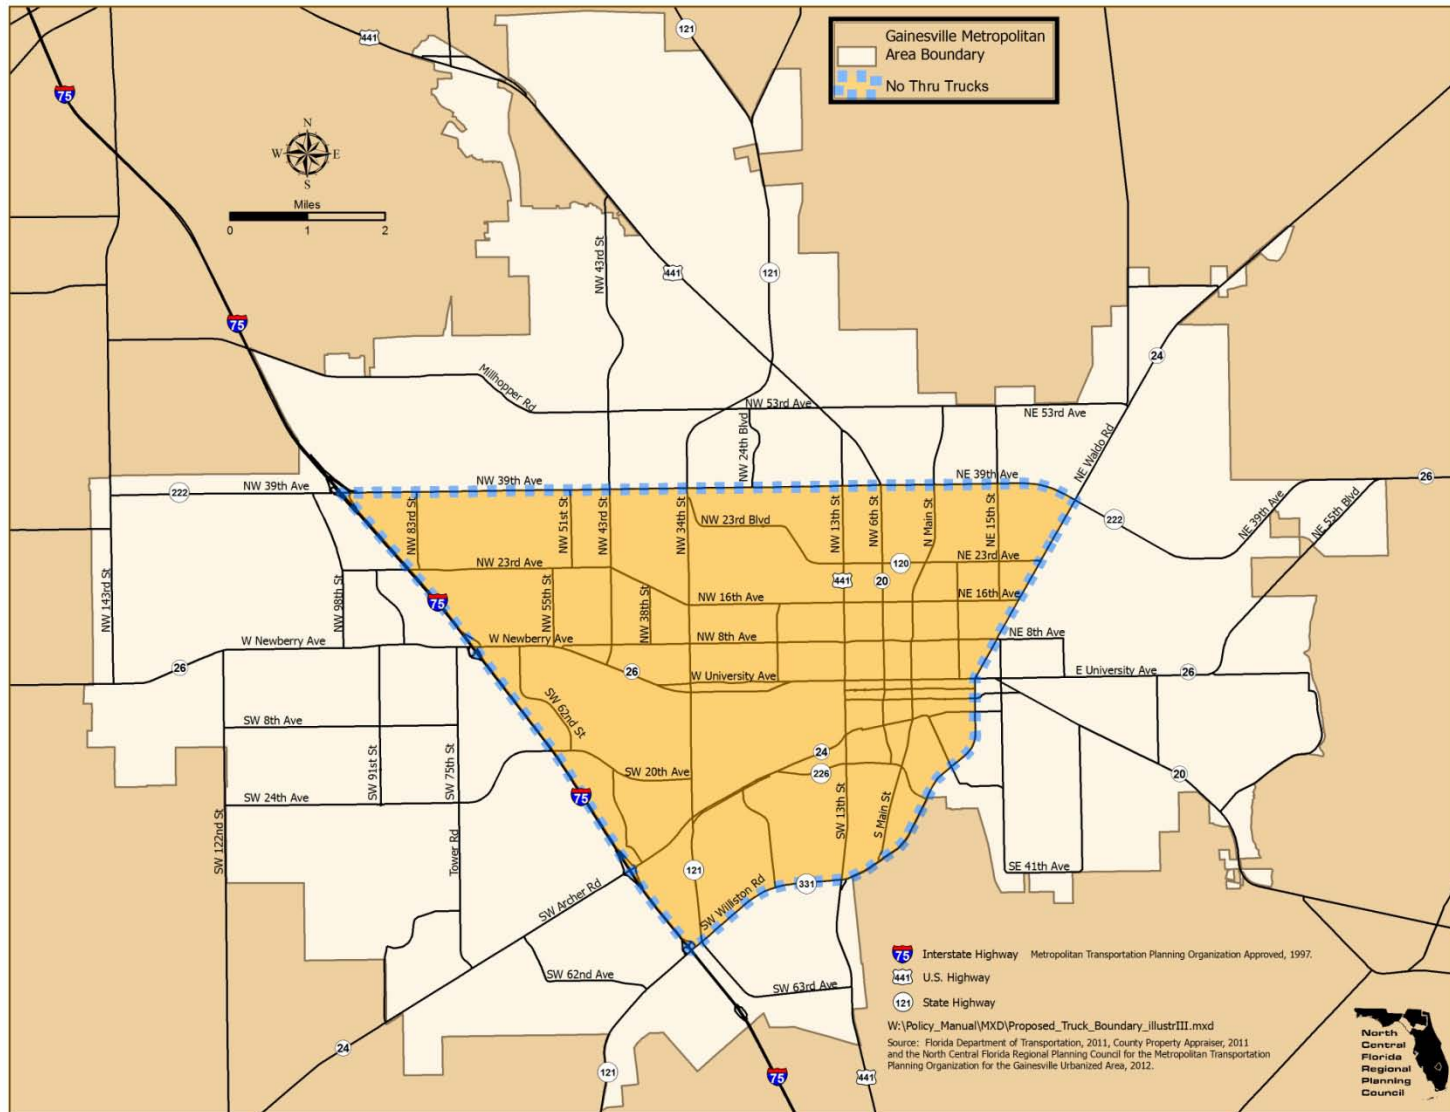 Gainesville Metropolitan
Area Boundary
No Thru Trucks
441
121
75
N
W E
S
Miles
0 1 2
75
NW 43rd St
441
121
24
Millhopper Rd
NW 53rd Ave
NE 53rd Ave
NW 24th Blvd
NE Waldo Rd
222
NW 39th Ave
NW 39th Ave
NE 39th Ave
26
NW 83rd St
NW 51st St
NW 43rd St
NW 34th St
NW 23rd Blvd
NW 13th St
NW 6th St
N Main St
NE 15th St
222
NE 39th Ave
NE 55th Blvd
NW 143rd St
NW 98th St
75
NW 23rd Ave
NW 55th St
NW 38th St
120
NE 23rd Ave
441
20
NW 16th Ave
NE 16th Ave
W Newberry Ave
W Newberry Ave
NW 8th Ave
NE 8th Ave
26
26
W University Ave
E University Ave
26
SW 62nd St
SW 8th Ave
SW 91st St
SW 75th St
24
226
SW 20th Ave
20
SW 24th Ave
75
SW 122nd St
Tower Rd
SW 13th St
S Main St
SE 41th Ave
121
331
SW Williston Rd
SW Archer Rd
SW 62nd Ave
SW 63rd Ave
24
121
75
441
75 Interstate Highway Metropolitan Transportation Planning Organization Approved, 1997.
441 U.S. Highway
121 State Highway
W:\Policy_Manual\MXD\Proposed_Truck_Boundary_illustrIII.mxd
Source: Florida Department of Transportation, 2011, County Property Appraiser, 2011
and the North Central Florida Regional Planning Council for the Metropolitan Transportation
Planning Organization for the Gainesville Urbanized Area, 2012.
North
Central
Florida
Regional
Planning
Council